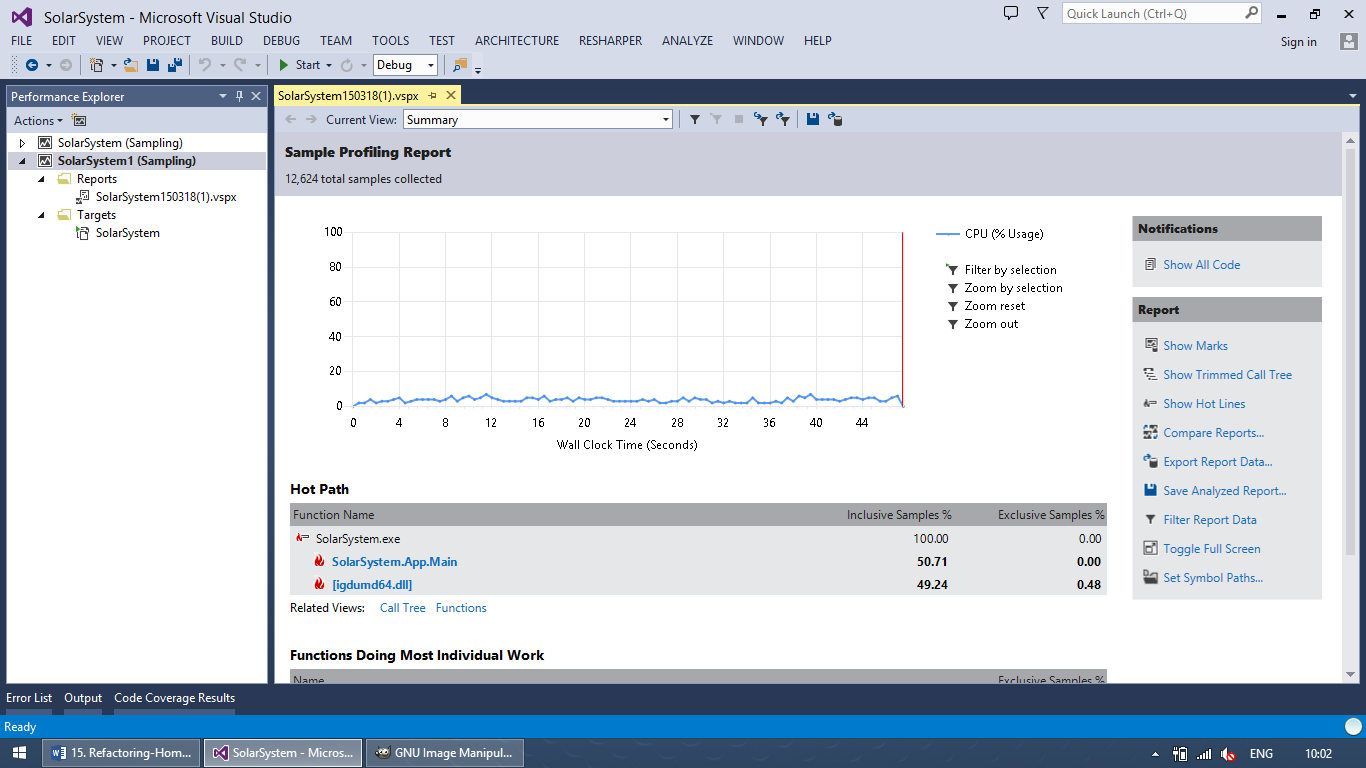 SolarSystem - Microsoft Visual Studio
Quick Launch (Ctrl+Q)
FILE EDIT VIEW PROJECT BUILD DEBUG TEAM TOOLS TEST ARCHITECTURE RESHARPER ANALYZE WINDOW HELP
Sign in
Start Debug
Performance Explorer
Actions
SolarSystem (Sampling)
SolarSystem1 (Sampling)
Reports
SolarSystem150318(1).vspx
Targets
SolarSystem
SolarSystem150318(1).vspx
Current View: Summary
Sample Profiling Report
12,624 total samples collected
100
80
60
40
20
0
0 4 8 12 16 20 24 28 32 36 40 44
Wall Clock Time (Seconds)
CPU (% Usage)
Filter by selection
Zoom by selection
Zoom reset
Zoom out
Hot Path
Function Name Inclusive Samples % Exclusive Samples %
SolarSystem.exe 100.00 0.00
SolarSystem.App.Main 50.71 0.00
[igdumd64.dll] 49.24 0.48
Related Views: Call Tree Functions
Functions Doing Most Individual Work
Name Exclusive Samples %
Notifications
Show All Code
Report
Show Marks
Show Trimmed Call Tree
Show Hot Lines
Compare Reports...
Export Report Data...
Save Analyzed Report...
Filter Report Data
Toggle Full Screen
Set Symbol Paths...
Error List Output Code Coverage Results
Ready
15. Refactoring-Hom... SolarSystem - Micros... GNU Image Manipul... ENG 10:02